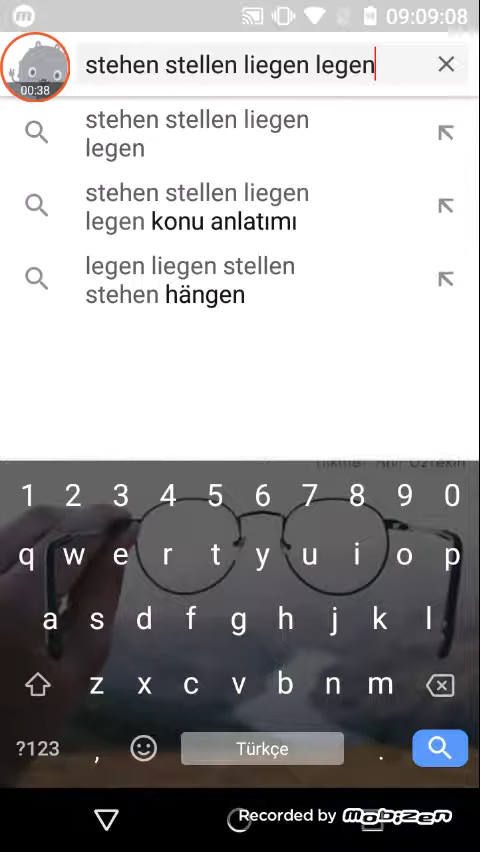 09:09:08
stehen stellen liegen legen
00:38
stehen stellen liegen
legen
stehen stellen liegen
legen konu anlatımı
legen liegen stellen
stehen hängen
1 2 3 4 5 6 7 8 9 0
q w e r t y u i o p
a s d f g h j k l
z x c v b n m
?123 , Türkçe .
Recorded by mobizen